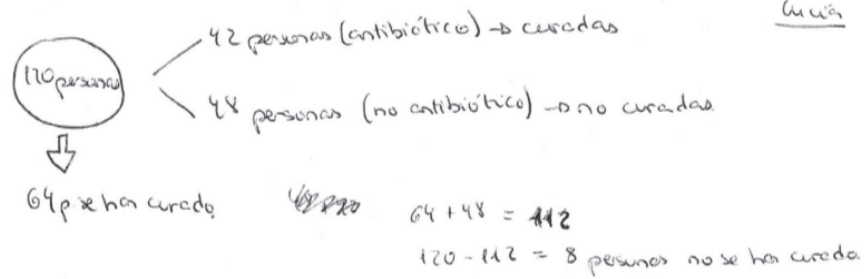 Lucía
42 personas (antibiótico) → curadas
120 personas
48 personas (no antibiótico) → no curadas
64 p se han curado
64 + 48 = 112
120 - 112 = 8 personas no se han curado